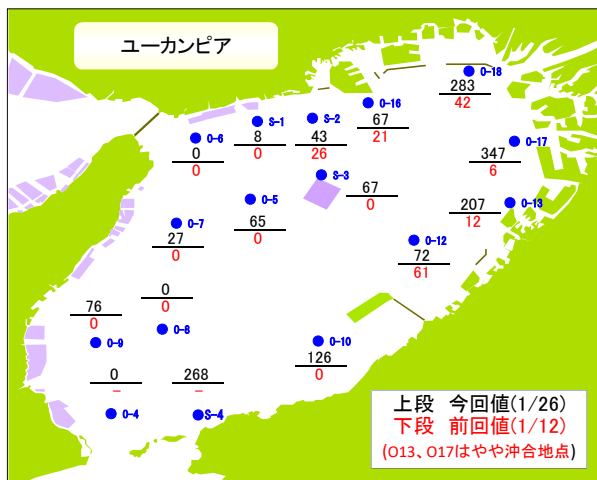 ユーカンピア
O-18
283
42
O-16
67
21
S-2
43
26
S-1
8
0
O-6
0
0
O-17
347
6
S-3
67
0
O-5
65
0
O-13
207
12
O-7
27
0
O-12
72
61
0
0
O-8
76
0
O-9
O-10
126
0
0
-
O-4
268
-
S-4
上段 今回値(1/26)
下段 前回値(1/12)
(O13、O17はやや沖合地点)